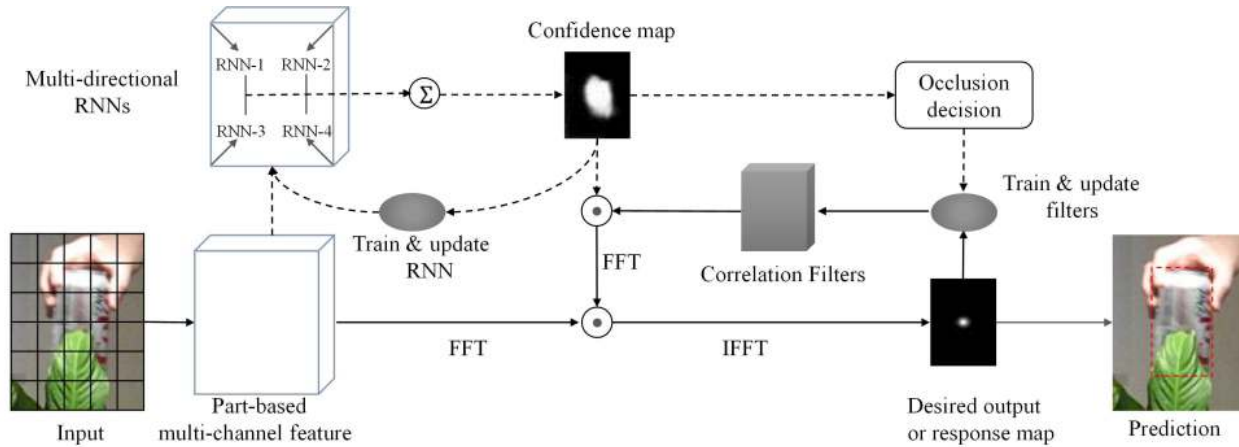 Confidence map
Multi-directional
RNNs
RNN-1
RNN-2
RNN-3
RNN-4
Σ
Occlusion
decision
Train & update
RNN
Train & update
filters
Correlation Filters
FFT
FFT
IFFT
Input
Part-based
multi-channel feature
Desired output
or response map
Prediction